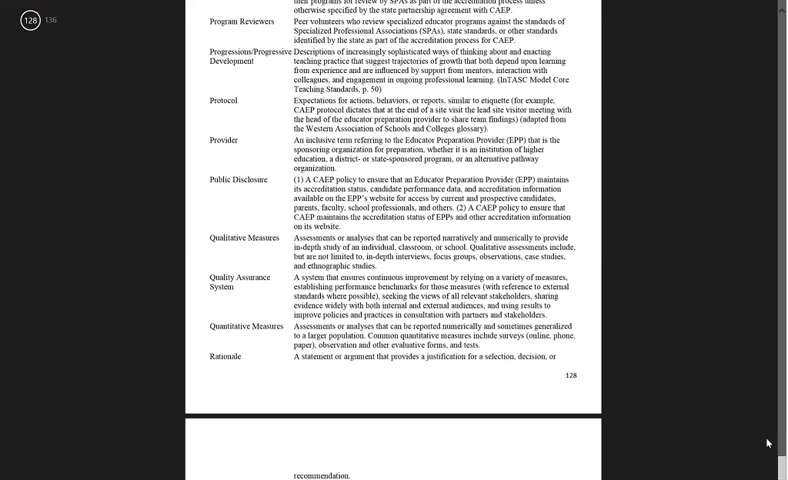 128 136
their programs for review by SPAs as part of the accreditation process unless
otherwise specified by the state partnership agreement with CAEP.
Program Reviewers Peer volunteers who review specialized educator programs against the standards of
Specialized Professional Associations (SPAs), state standards, or other standards
identified by the state as part of the accreditation process for CAEP.
Progressions/Progressive Descriptions of increasingly sophisticated ways of thinking about and enacting
Development teaching practice that suggest trajectories of growth that both depend upon learning
from experience and are influenced by support from mentors, interaction with
colleagues, and engagement in ongoing professional learning. (InTASC Model Core
Teaching Standards, p. 50)
Protocol Expectations for actions, behaviors, or reports, similar to etiquette (for example,
CAEP protocol dictates that at the end of a site visit the lead site visitor meeting with
the head of the educator preparation provider to share team findings) (adapted from
the Western Association of Schools and Colleges glossary).
Provider An inclusive term referring to the Educator Preparation Provider (EPP) that is the
sponsoring organization for preparation, whether it is an institution of higher
education, a district- or state-sponsored program, or an alternative pathway
organization.
Public Disclosure (1) A CAEP policy to ensure that an Educator Preparation Provider (EPP) maintains
its accreditation status, candidate performance data, and accreditation information
available on the EPP's website for access by current and prospective candidates,
parents, faculty, school professionals, and others. (2) A CAEP policy to ensure that
CAEP maintains the accreditation status of EPPs and other accreditation information
on its website.
Qualitative Measures Assessments or analyses that can be reported narratively and numerically to provide
in-depth study of an individual, classroom, or school. Qualitative assessments include,
but are not limited to, in-depth interviews, focus groups, observations, case studies,
and ethnographic studies.
Quality Assurance A system that ensures continuous improvement by relying on a variety of measures,
System establishing performance benchmarks for those measures (with reference to external
standards where possible), seeking the views of all relevant stakeholders, sharing
evidence widely with both internal and external audiences, and using results to
improve policies and practices in consultation with partners and stakeholders.
Quantitative Measures Assessments or analyses that can be reported numerically and sometimes generalized
to a larger population. Common quantitative measures include surveys (online, phone,
paper), observation and other evaluative forms, and tests.
Rationale A statement or argument that provides a justification for a selection, decision, or
128
recommendation.